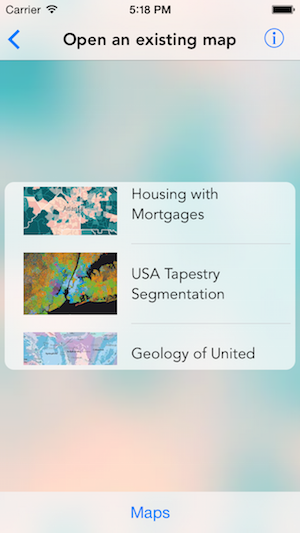 Carrier 5:18 PM
Open an existing map
Housing with
Mortgages
USA Tapestry
Segmentation
Geology of United
Maps